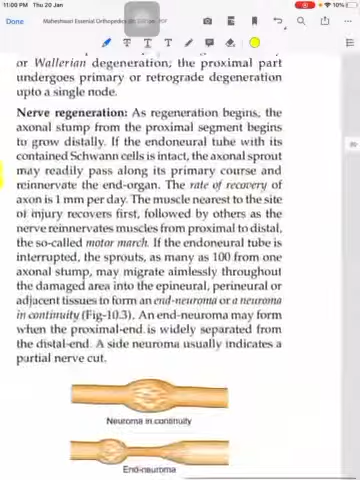 11:00 PM Thu 20 Jan
10%
Done
Maheshwari Essential Orthopedics
or Wallerian degeneration; the proximal part
undergoes primary or retrograde degeneration
upto a single node.
Nerve regeneration: As regeneration begins, the
axonal stump from the proximal segment begins
to grow distally. If the endoneural tube with its
contained Schwann cells is intact, the axonal sprout
may readily pass along its primary course and
reinnervate the end-organ. The rate of recovery of
axon is 1 mm per day. The muscle nearest to the site
of injury recovers first, followed by others as the
nerve reinnervates muscles from proximal to distal,
the so-called motor march. If the endoneural tube is
interrupted, the sprouts, as many as 100 from one
axonal stump, may migrate aimlessly throughout
the damaged area into the epineural, perineural or
adjacent tissues to form an end-neuroma or a neuroma
in continuity (Fig-10.3). An end-neuroma may form
when the proximal-end is widely separated from
the distal-end. A side neuroma usually indicates a
partial nerve cut.
Neuroma in continuity
End-neuroma